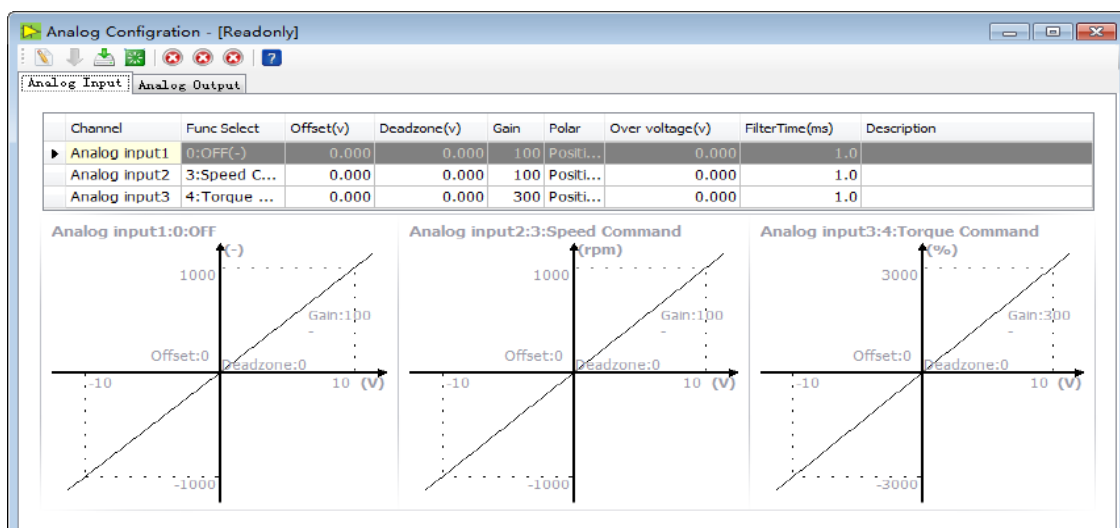 Analog Configration - [Readonly]
Analog Input Analog Output
Channel Func Select Offset(v) Deadzone(v) Gain Polar Over voltage(v) FilterTime(ms) Description
Analog input1 0:OFF(-) 0.000 0.000 100 Positi... 0.000 1.0
Analog input2 3:Speed C... 0.000 0.000 100 Positi... 0.000 1.0
Analog input3 4:Torque ... 0.000 0.000 300 Positi... 0.000 1.0
Analog input1:0:OFF
(-)
1000
Gain:100
-
Offset:0
Deadzone:0
-10
10 (V)
-1000
Analog input2:3:Speed Command
(rpm)
1000
Gain:100
-
Offset:0
Deadzone:0
-10
10 (V)
-1000
Analog input3:4:Torque Command
(%)
3000
Gain:300
-
Offset:0
Deadzone:0
-10
10 (V)
-3000